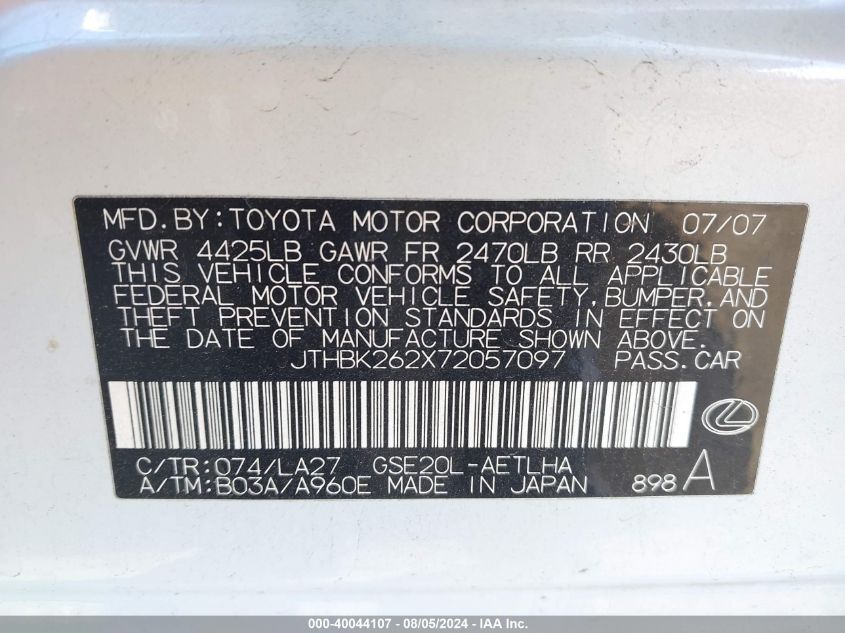 MFD.BY:TOYOTA MOTOR CORPORATION 07/07
GVWR 4425LB GAWR FR 2470LB RR 2430LB
THIS VEHICLE CONFORMS TO ALL APPLICABLE
FEDERAL MOTOR VEHICLE SAFETY,BUMPER,AND
THEFT PREVENTION STANDARDS IN EFFECT ON
THE DATE OF MANUFACTURE SHOWN ABOVE.
JTHBK262X72057097 PASS.CAR
C/TR:074/LA27 GSE20L-AETLHA
A/TM:B03A/A960E MADE IN JAPAN 898 A
000-40044107 - 08/05/2024 - IAA Inc.